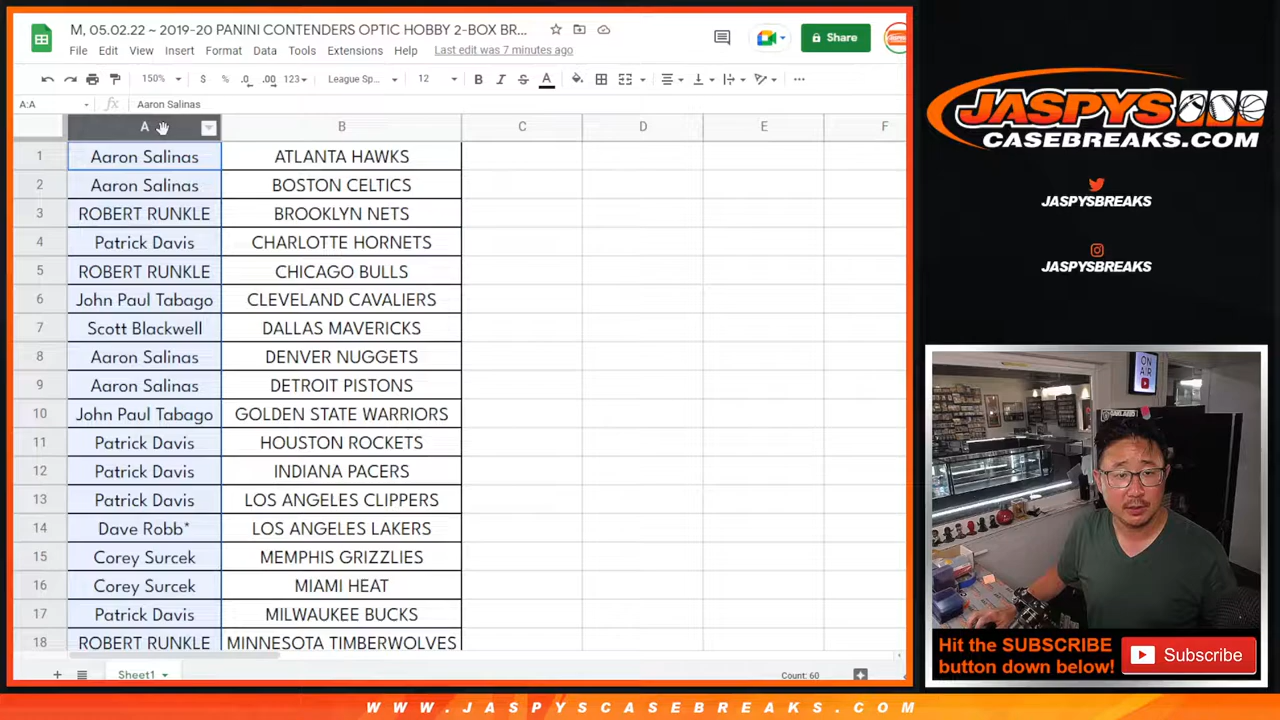 M, 05.02.22 ~ 2019-20 PANINI CONTENDERS OPTIC HOBBY 2-BOX BR...
File Edit View Insert Format Data Tools Extensions Help Last edit was 7 minutes ago
Share
150% $ % .0 .00 123 League Sp... 12 B I S A
A:A fx Aaron Salinas
A B C D E F
1 Aaron Salinas ATLANTA HAWKS
2 Aaron Salinas BOSTON CELTICS
3 ROBERT RUNKLE BROOKLYN NETS
4 Patrick Davis CHARLOTTE HORNETS
5 ROBERT RUNKLE CHICAGO BULLS
6 John Paul Tabago CLEVELAND CAVALIERS
7 Scott Blackwell DALLAS MAVERICKS
8 Aaron Salinas DENVER NUGGETS
9 Aaron Salinas DETROIT PISTONS
10 John Paul Tabago GOLDEN STATE WARRIORS
11 Patrick Davis HOUSTON ROCKETS
12 Patrick Davis INDIANA PACERS
13 Patrick Davis LOS ANGELES CLIPPERS
14 Dave Robb* LOS ANGELES LAKERS
15 Corey Surcek MEMPHIS GRIZZLIES
16 Corey Surcek MIAMI HEAT
17 Patrick Davis MILWAUKEE BUCKS
18 ROBERT RUNKLE MINNESOTA TIMBERWOLVES
Sheet1 Count: 60
JASPYS
CASEBREAKS.COM
JASPYSBREAKS
JASPYSBREAKS
ON
AIR
Hit the SUBSCRIBE
button down below!
Subscribe
WWW.JASPYSCASEBREAKS.COM